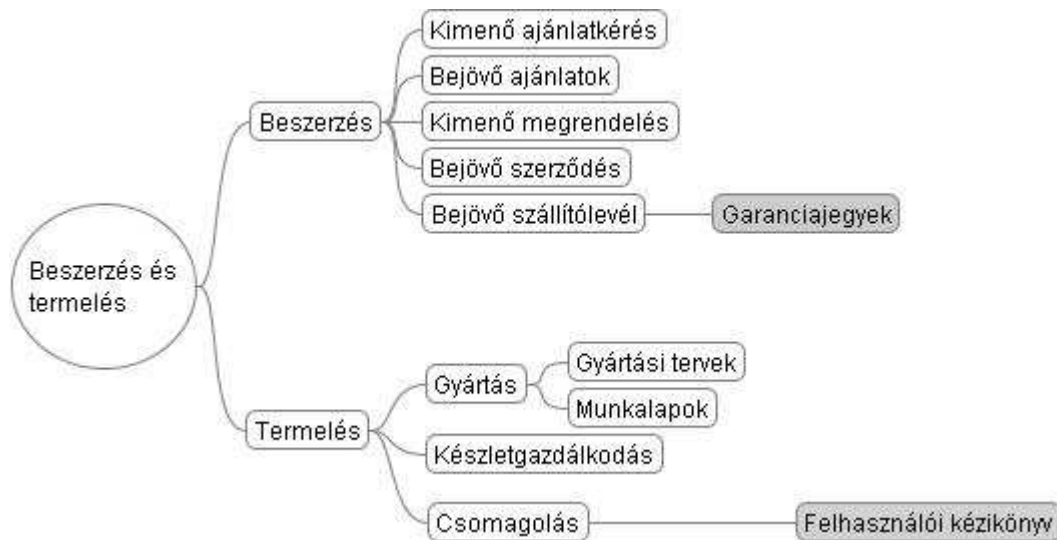 Beszerzés és
termelés
Beszerzés
Kimenő ajánlatkérés
Bejövő ajánlatok
Kimenő megrendelés
Bejövő szerződés
Bejövő szállítólevél
Garanciajegyek
Termelés
Gyártás
Gyártási tervek
Munkalapok
Készletgazdálkodás
Csomagolás
Felhasználói kézikönyv